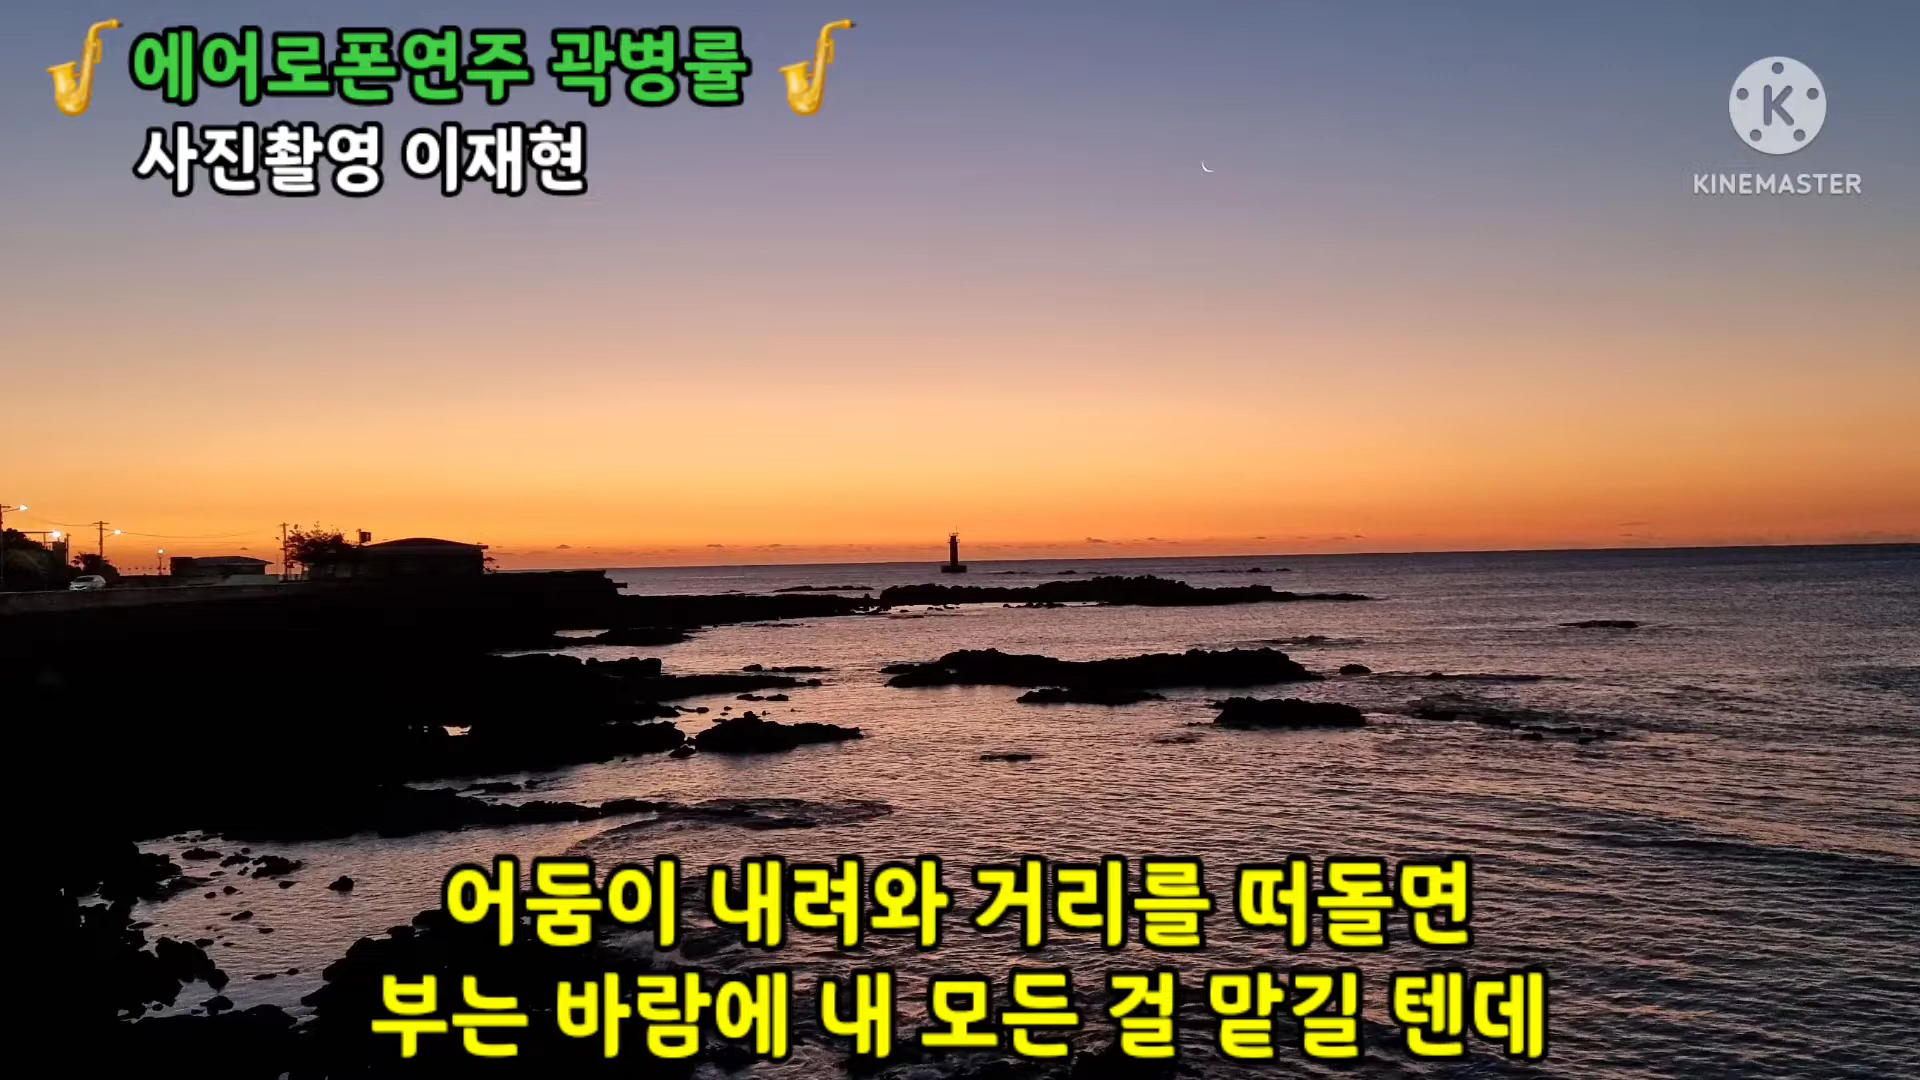 에어로폰연주 곽병률
사진촬영 이재현
KINEMASTER
어둠이 내려와 거리를 떠돌면
부는 바람에 내 모든 걸 맡길 텐데